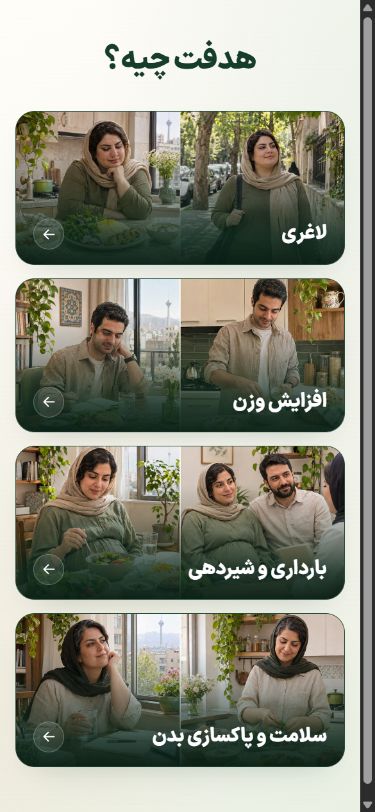 هدفت چیه؟
لاغری
افزایش وزن
بارداری و شیردهی
سلامت و پاکسازی بدن